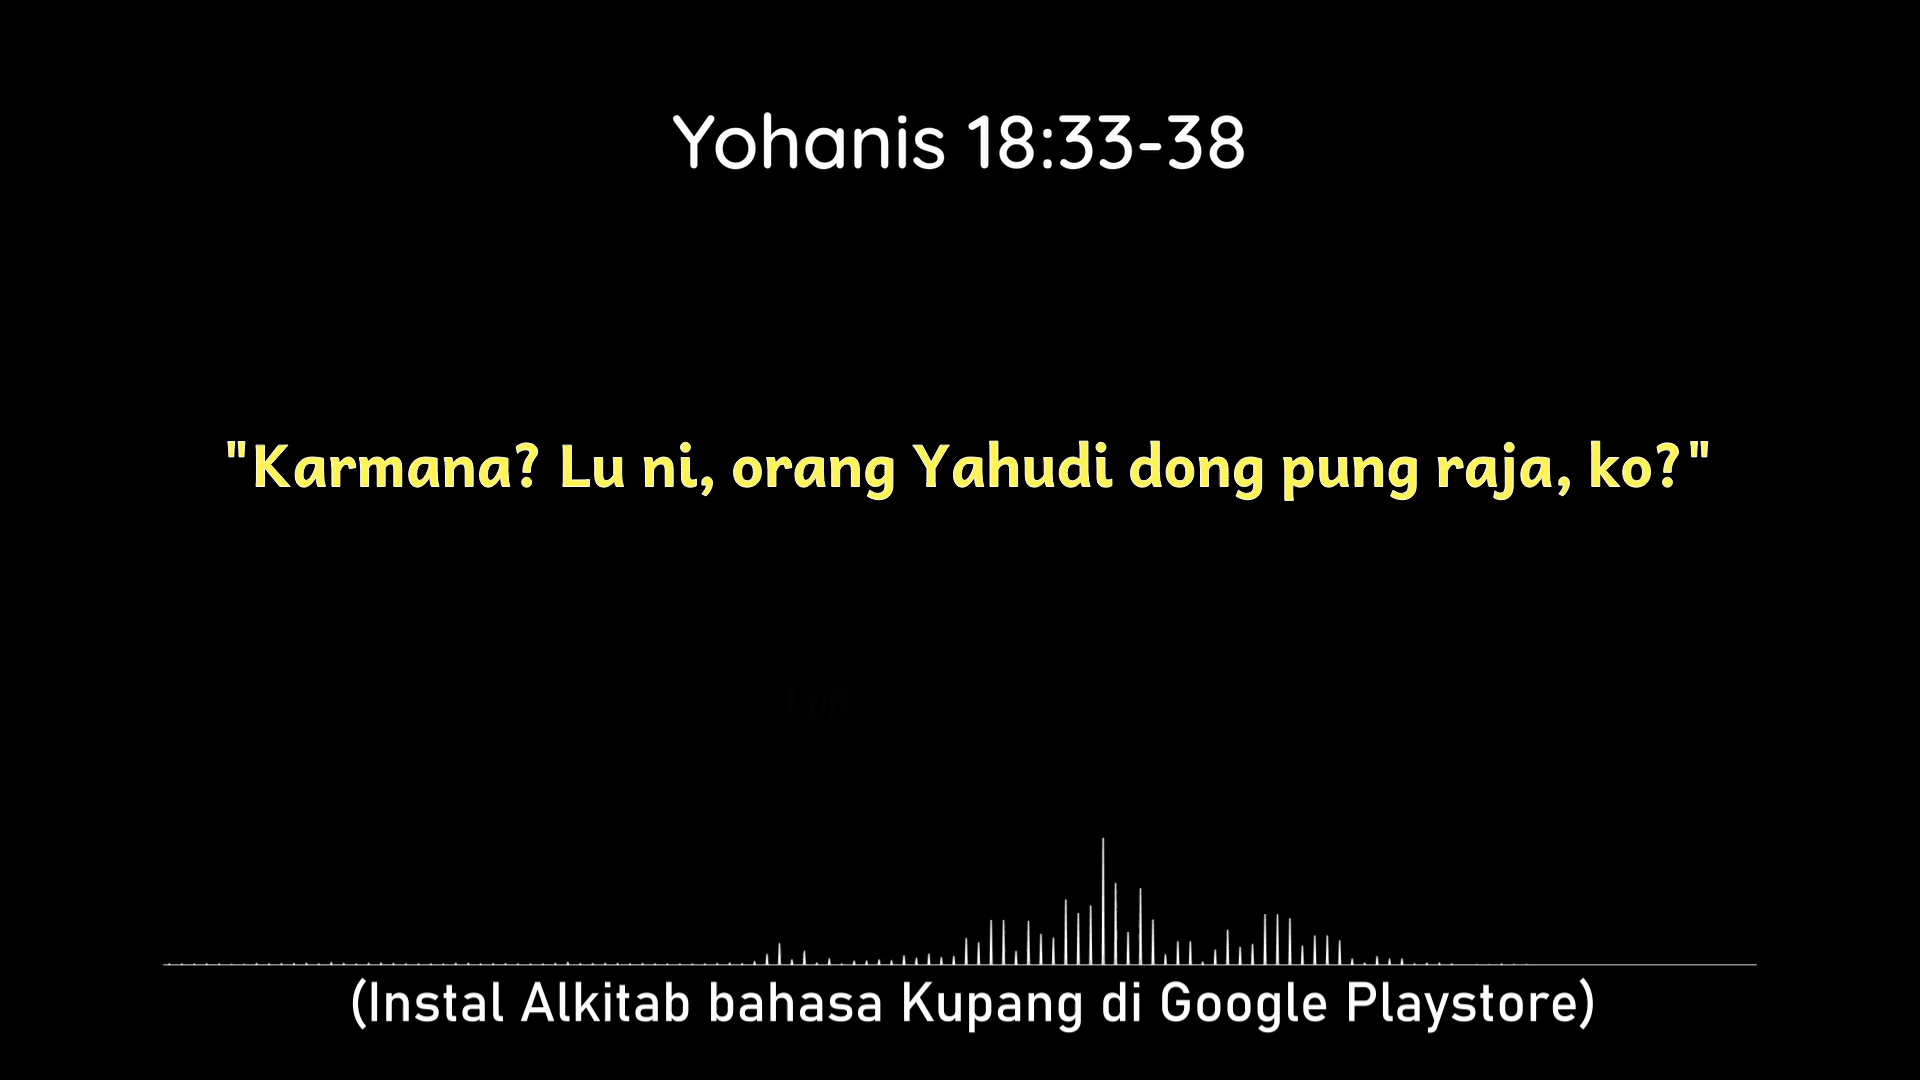 Yohanis 18:33-38
"Karmana? Lu ni, orang Yahudi dong pung raja, ko?"
(Instal Alkitab bahasa Kupang di Google Playstore)